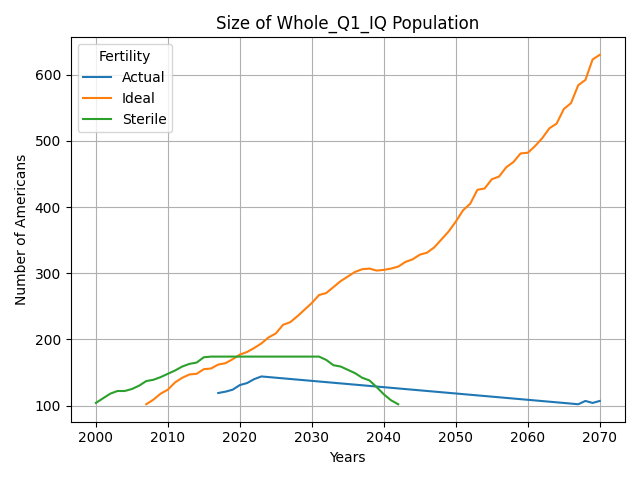 Size of Whole_Q1_IQ Population
Fertility
Actual
Ideal
Sterile
Number of Americans
600
500
400
300
200
100
2000 2010 2020 2030 2040 2050 2060 2070
Years